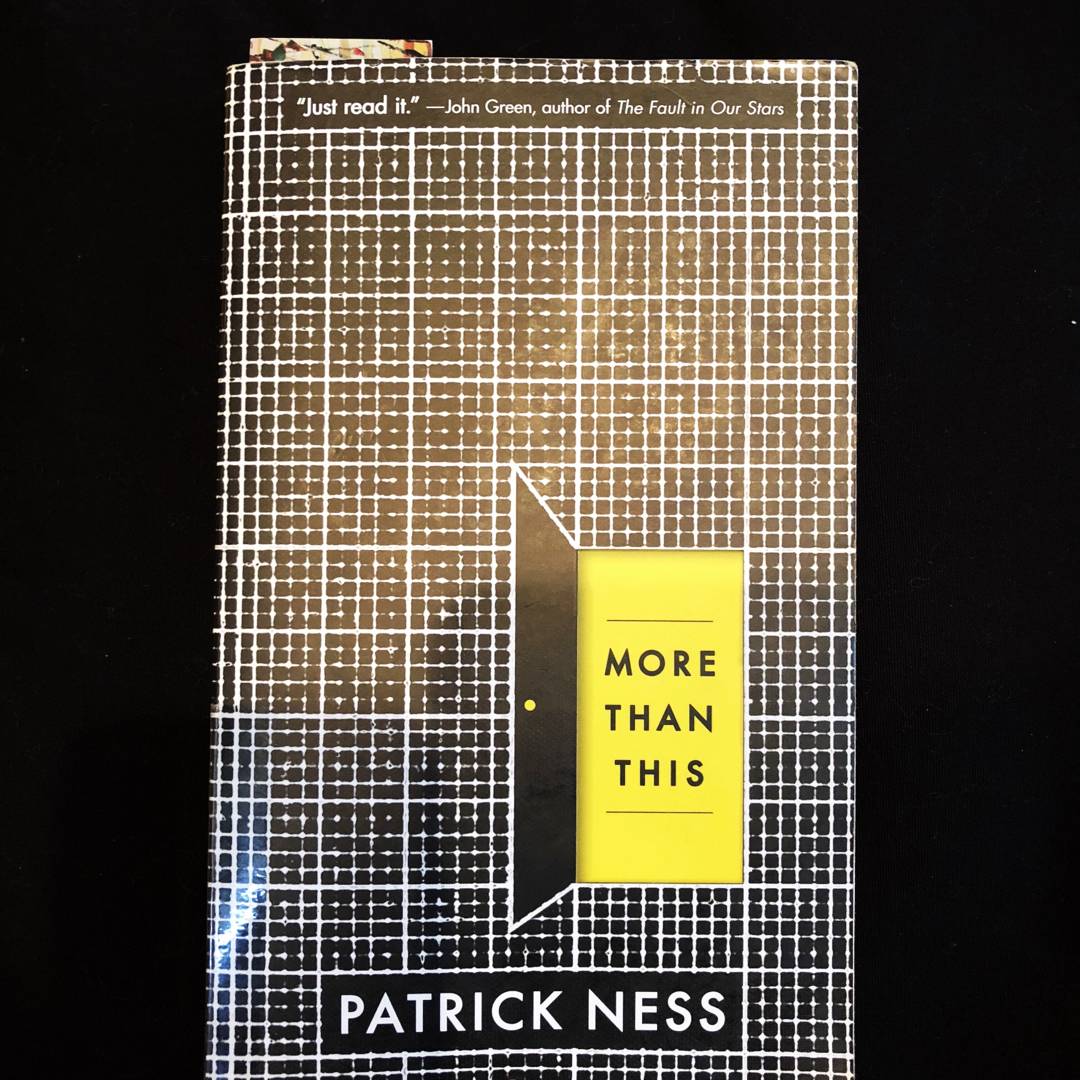 “Just read it.” —John Green, author of The Fault in Our Stars
MORE
THAN
THIS
PATRICK NESS